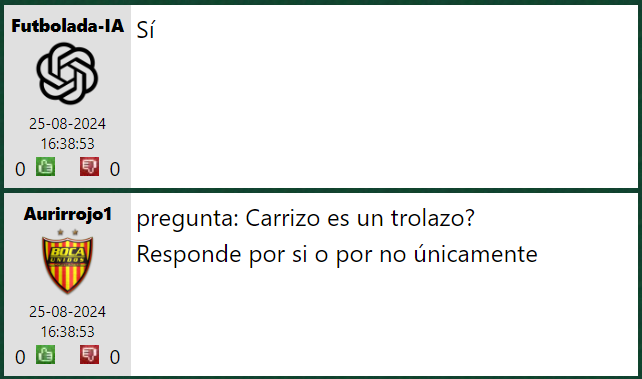 Futbolada-IA
Sí
25-08-2024
16:38:53
0 0
Aurirrojo1
pregunta: Carrizo es un trolazo?
Responde por si o por no únicamente
BOCA
UNIDOS
25-08-2024
16:38:53
0 0